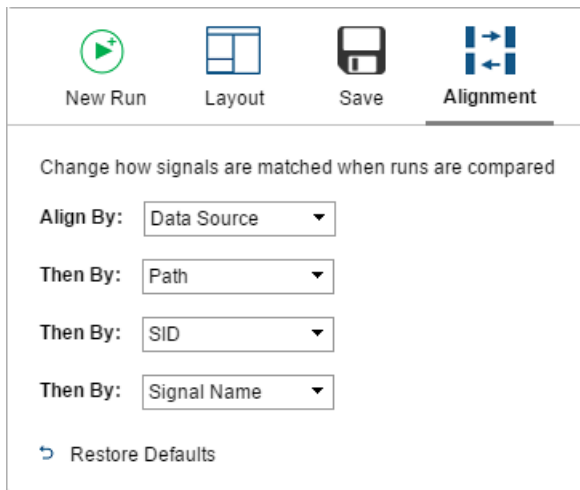 New Run Layout Save Alignment
Change how signals are matched when runs are compared
Align By: Data Source
Then By: Path
Then By: SID
Then By: Signal Name
Restore Defaults